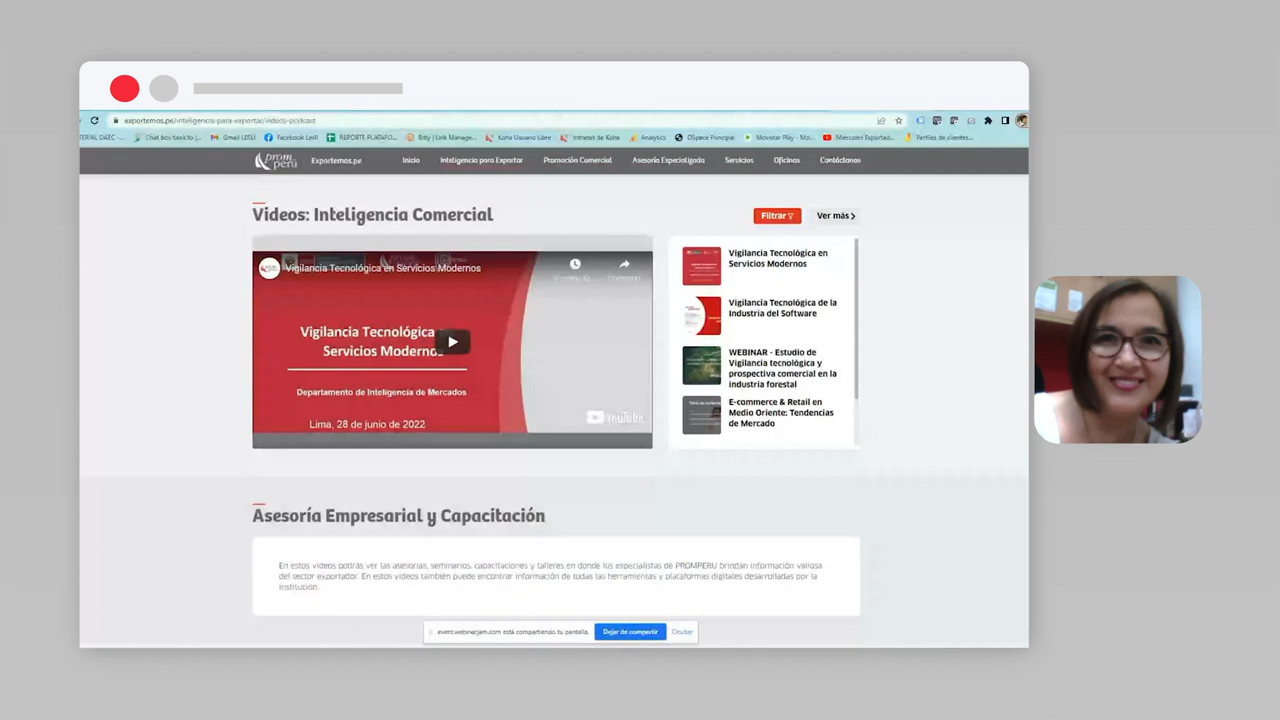 exportemos.pe/inteligencia-para-exportar/videos-podcast
Chat box tawk.to |
Gmail LESLI
Facebook Lesli
REPORTE PLATAFO...
Bitly | Link Manage...
Koha Usuario Libre
Intranet de Koha
Analytics
DSpace Principal
Movistar Play - Mo...
Miercoles Exportad...
Perfiles de clientes...
prom perú
Exportemos.pe
Inicio
Inteligencia para Exportar
Promoción Comercial
Asesoría Especializada
Servicios
Oficinas
Contáctanos
Videos: Inteligencia Comercial
Filtrar
Ver más
Vigilancia Tecnológica en Servicios Modernos
Vigilancia Tecnológica
Servicios Modernos
Departamento de Inteligencia de Mercados
Lima, 28 de junio de 2022
YouTube
Vigilancia Tecnológica en
Servicios Modernos
Vigilancia Tecnológica de la
Industria del Software
WEBINAR - Estudio de
Vigilancia tecnológica y
prospectiva comercial en la
industria forestal
E-commerce & Retail en
Medio Oriente: Tendencias
de Mercado
Asesoría Empresarial y Capacitación
En estos videos podrás ver las asesorías, seminarios, capacitaciones y talleres en donde los especialistas de PROMPERU brindan información valiosa
del sector exportador. En estos videos también puede encontrar información de todas las herramientas y plataformas digitales desarrolladas por la
institución.
event.webinarjam.com está compartiendo tu pantalla.
Dejar de compartir
Ocultar